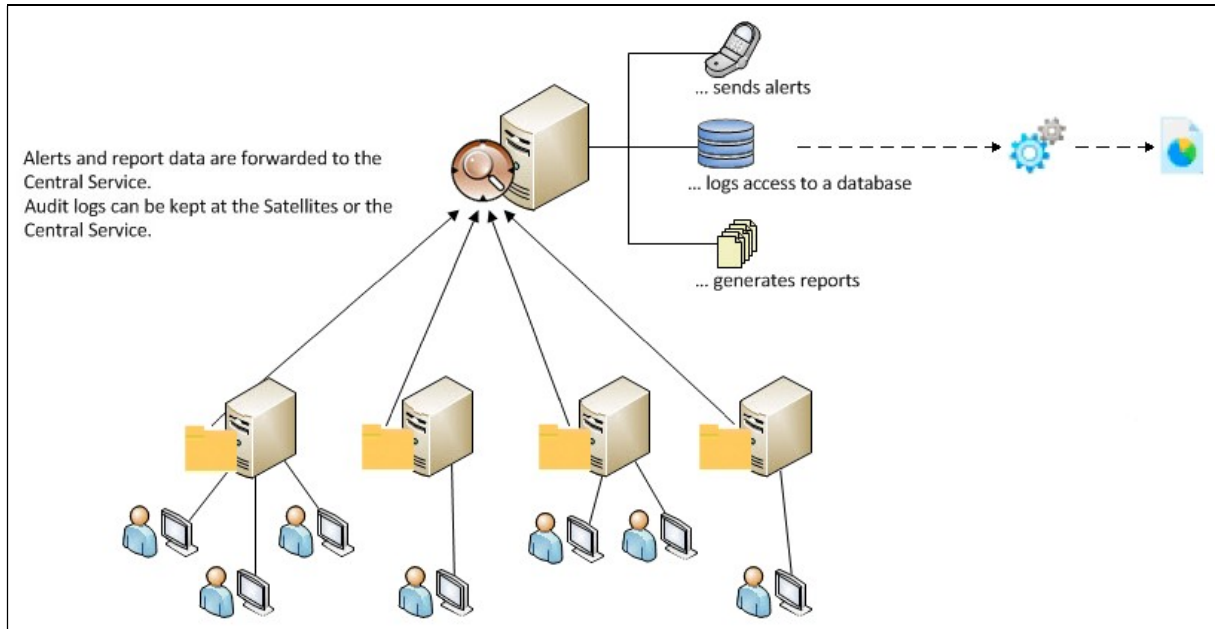 Alerts and report data are forwarded to the
Central Service.
Audit logs can be kept at the Satellites or the
Central Service.
... sends alerts
... logs access to a database
... generates reports